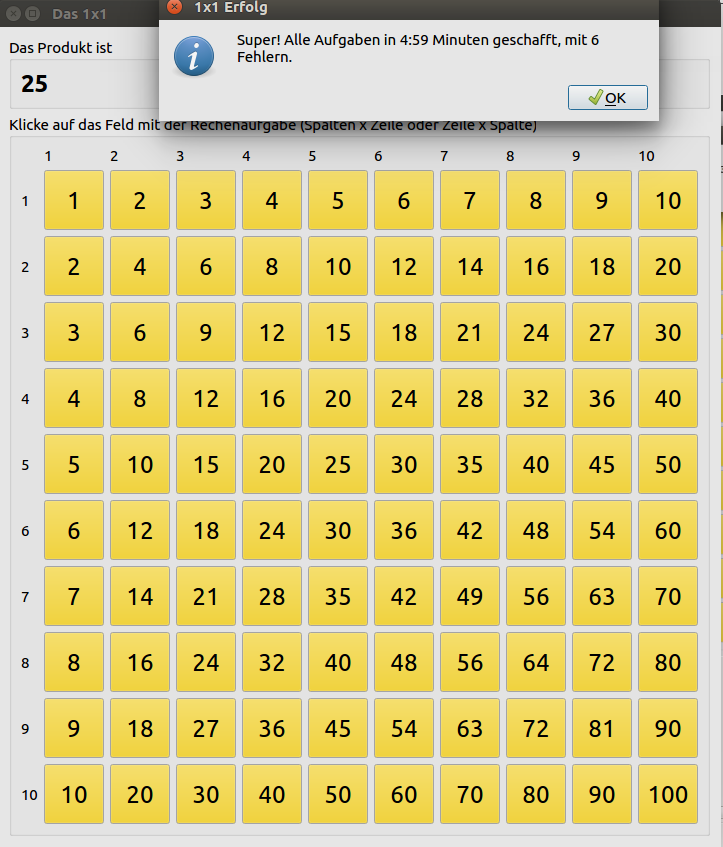 Das 1x1
1x1 Erfolg
Super! Alle Aufgaben in 4:59 Minuten geschafft, mit 6
Fehlern.
OK
Das Produkt ist
25
Klicke auf das Feld mit der Rechenaufgabe (Spalten x Zeile oder Zeile x Spalte)
1 2 3 4 5 6 7 8 9 10
1 1 2 3 4 5 6 7 8 9 10
2 2 4 6 8 10 12 14 16 18 20
3 3 6 9 12 15 18 21 24 27 30
4 4 8 12 16 20 24 28 32 36 40
5 5 10 15 20 25 30 35 40 45 50
6 6 12 18 24 30 36 42 48 54 60
7 7 14 21 28 35 42 49 56 63 70
8 8 16 24 32 40 48 56 64 72 80
9 9 18 27 36 45 54 63 72 81 90
10 10 20 30 40 50 60 70 80 90 100